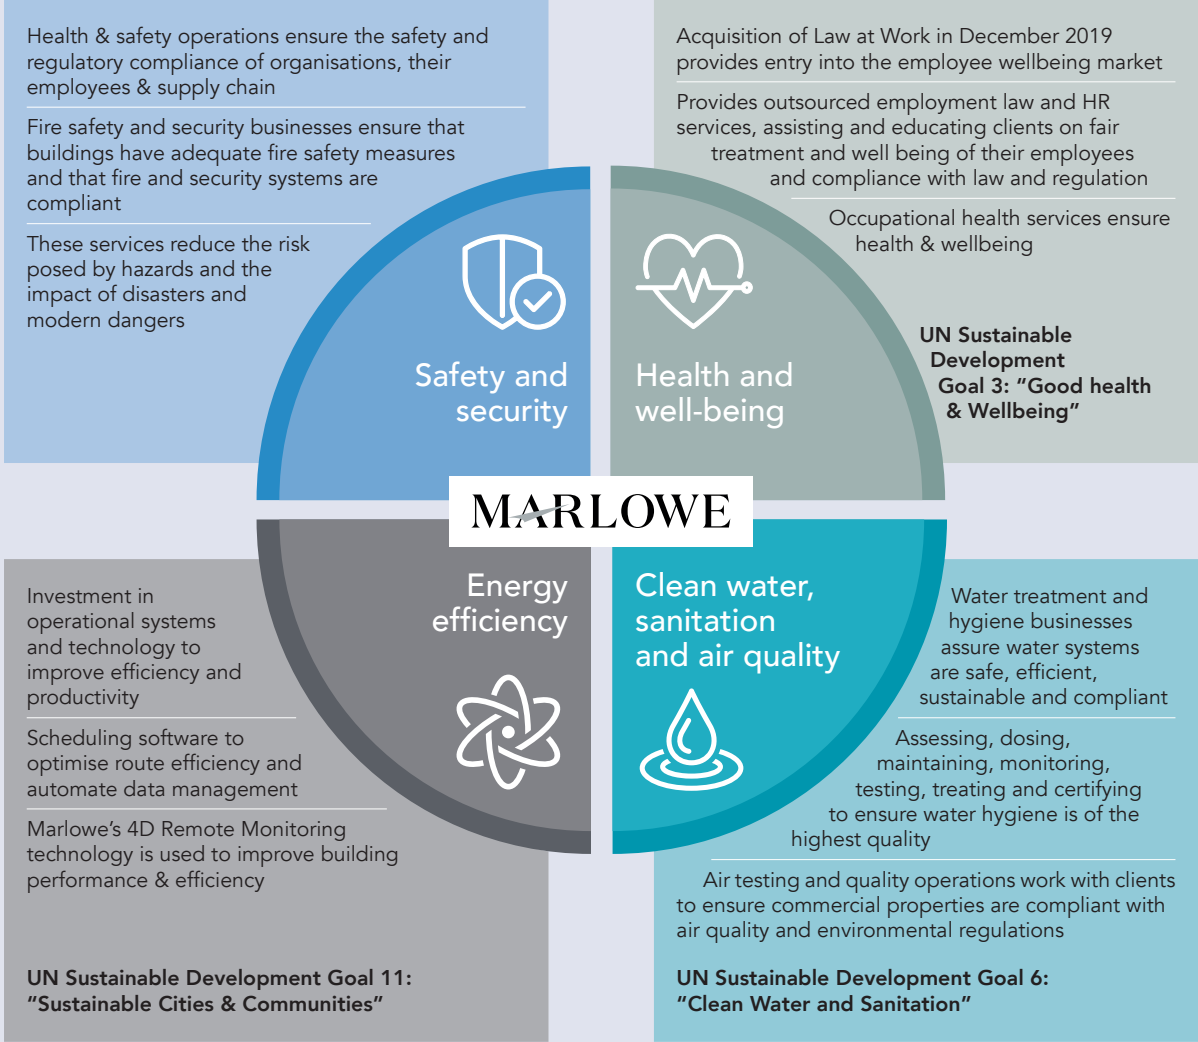 Health & safety operations ensure the safety and
regulatory compliance of organisations, their
employees & supply chain
Fire safety and security businesses ensure that
buildings have adequate fire safety measures
and that fire and security systems are
compliant
These services reduce the risk
posed by hazards and the
impact of disasters and
modern dangers
Safety and
security
Acquisition of Law at Work in December 2019
provides entry into the employee wellbeing market
Provides outsourced employment law and HR
services, assisting and educating clients on fair
treatment and well being of their employees
and compliance with law and regulation
Occupational health services ensure
health & wellbeing
UN Sustainable
Development
Goal 3: “Good health
& Wellbeing”
Health and
well-being
MARLOWE
Energy
efficiency
Investment in
operational systems
and technology to
improve efficiency and
productivity
Scheduling software to
optimise route efficiency and
automate data management
Marlowe’s 4D Remote Monitoring
technology is used to improve building
performance & efficiency
UN Sustainable Development Goal 11:
“Sustainable Cities & Communities”
Clean water,
sanitation
and air quality
Water treatment and
hygiene businesses
assure water systems
are safe, efficient,
sustainable and compliant
Assessing, dosing,
maintaining, monitoring,
testing, treating and certifying
to ensure water hygiene is of the
highest quality
Air testing and quality operations work with clients
to ensure commercial properties are compliant with
air quality and environmental regulations
UN Sustainable Development Goal 6:
“Clean Water and Sanitation”